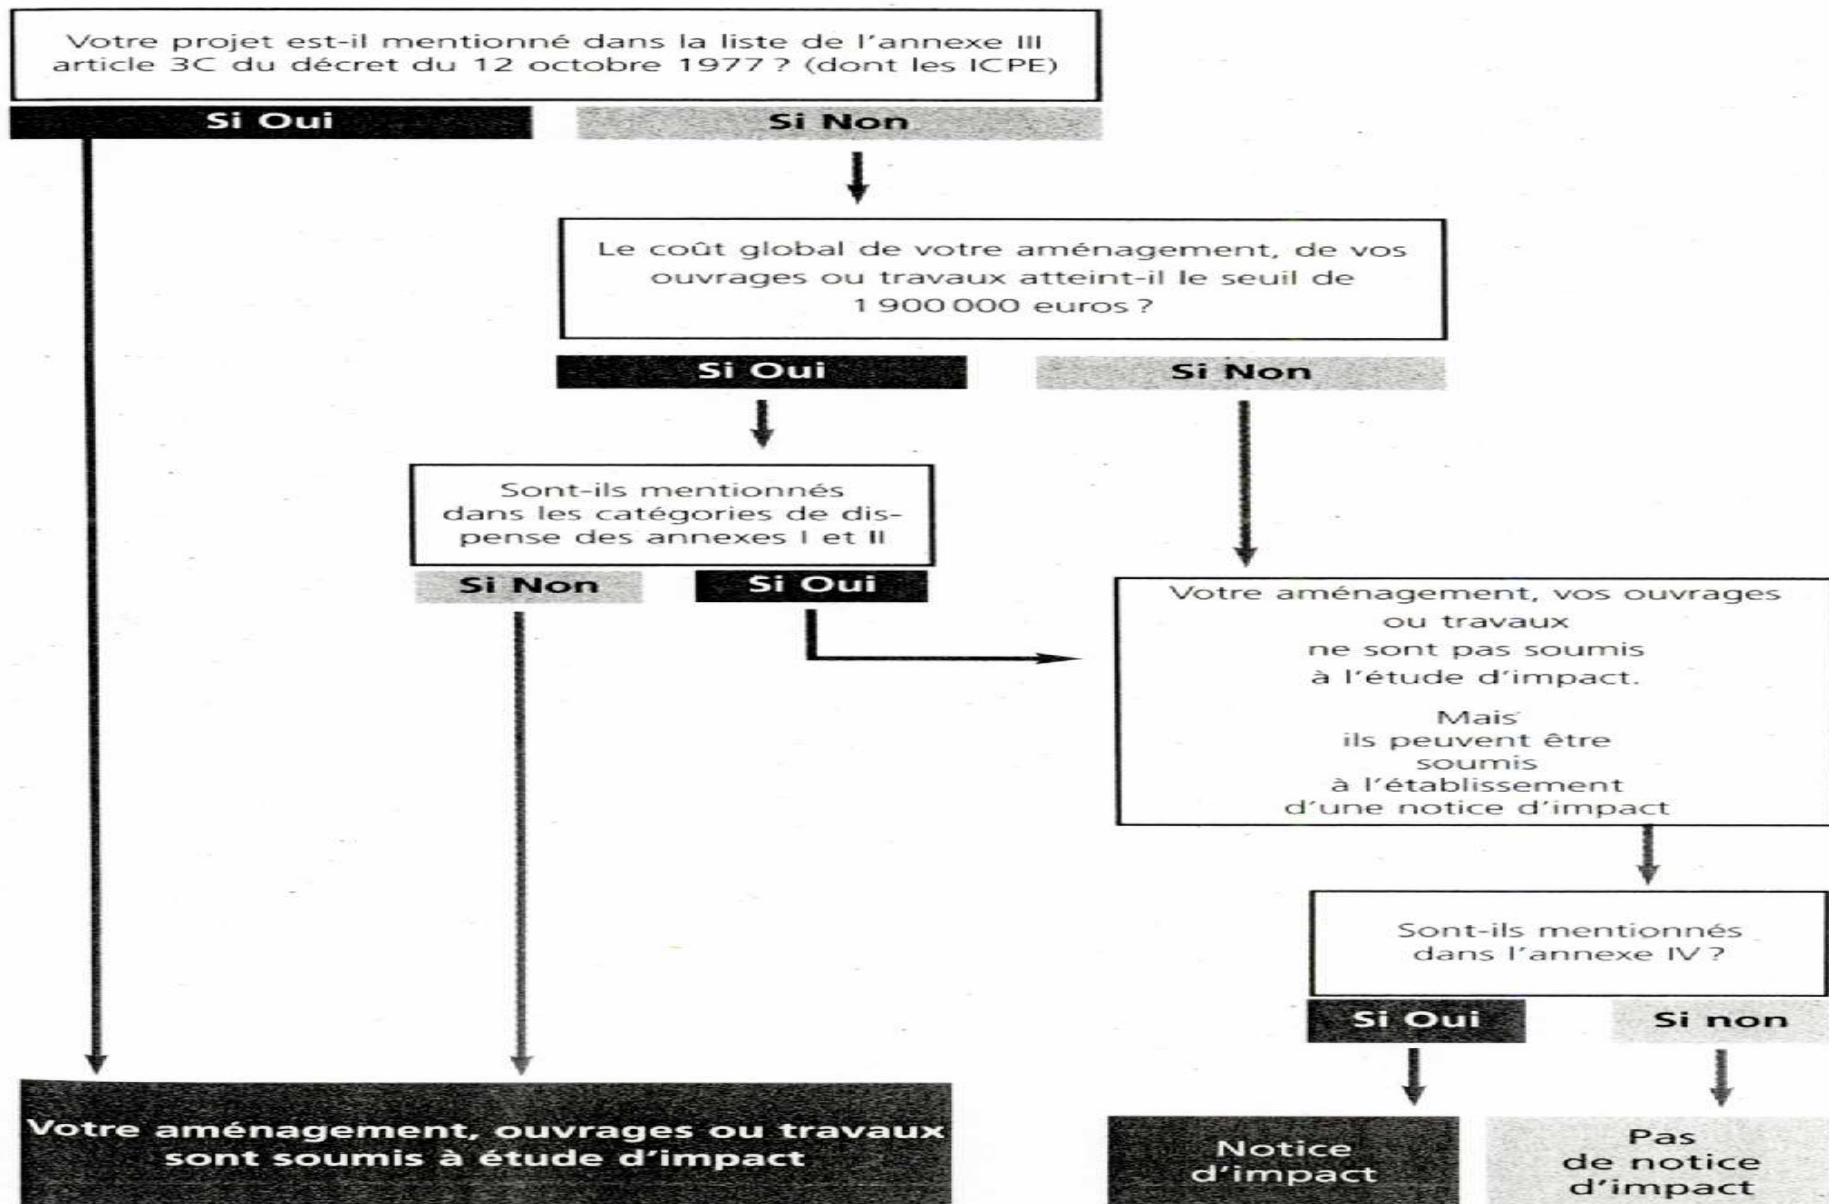 Votre projet est-il mentionné dans la liste de l'annexe III
article 3C du décret du 12 octobre 1977 ? (dont les ICPE)
Si Oui
Si Non
Le coût global de votre aménagement, de vos
ouvrages ou travaux atteint-il le seuil de
1 900 000 euros ?
Si Oui
Si Non
Sont-ils mentionnés
dans les catégories de dis-
pense des annexes I et II
Si Non
Si Oui
Votre aménagement, vos ouvrages
ou travaux
ne sont pas soumis
à l'étude d'impact.
Mais
ils peuvent être
soumis
à l'établissement
d'une notice d'impact
Sont-ils mentionnés
dans l'annexe IV ?
Si Oui
Si non
Votre aménagement, ouvrages ou travaux
sont soumis à étude d'impact
Notice
d'impact
Pas
de notice
d'impact